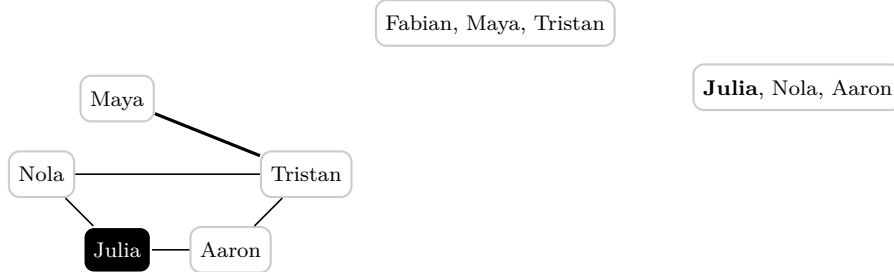 Fabian, Maya, Tristan
Julia, Nola, Aaron
Maya
Nola
Tristan
Julia
Aaron